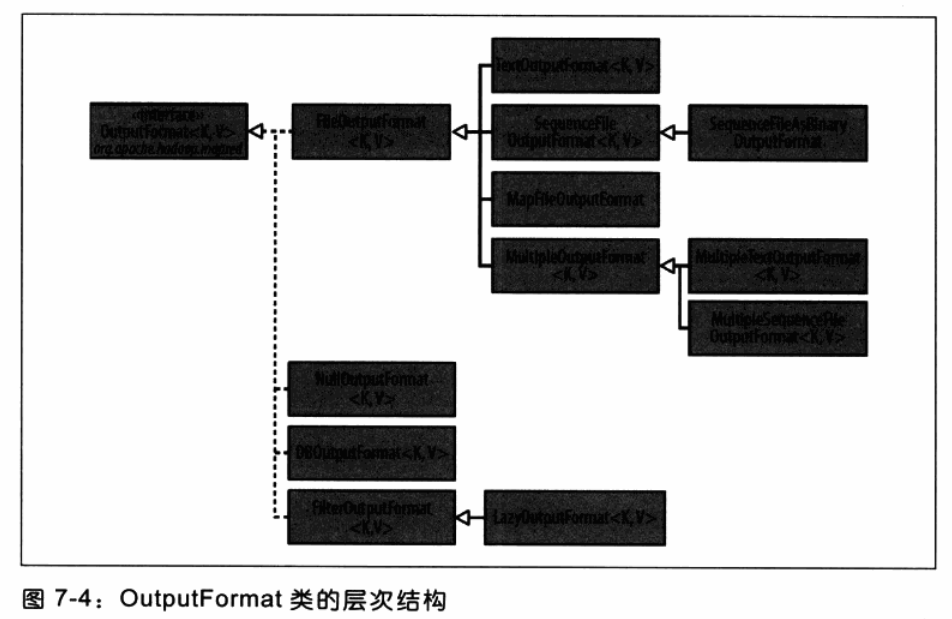 «interface»
OutputFormat<K, V>
org.apache.hadoop.mapred
FileOutputFormat
<K, V>
TextOutputFormat<K, V>
SequenceFile
OutputFormat<K, V>
SequenceFileAsBinary
OutputFormat
MapFileOutputFormat
MultipleOutputFormat
<K, V>
MultipleTextOutputFormat
<K, V>
MultipleSequenceFile
OutputFormat<K, V>
NullOutputFormat
<K, V>
DBOutputFormat<K, V>
FilterOutputFormat
<K,V>
LazyOutputFormat<K, V>
图 7-4：OutputFormat 类的层次结构